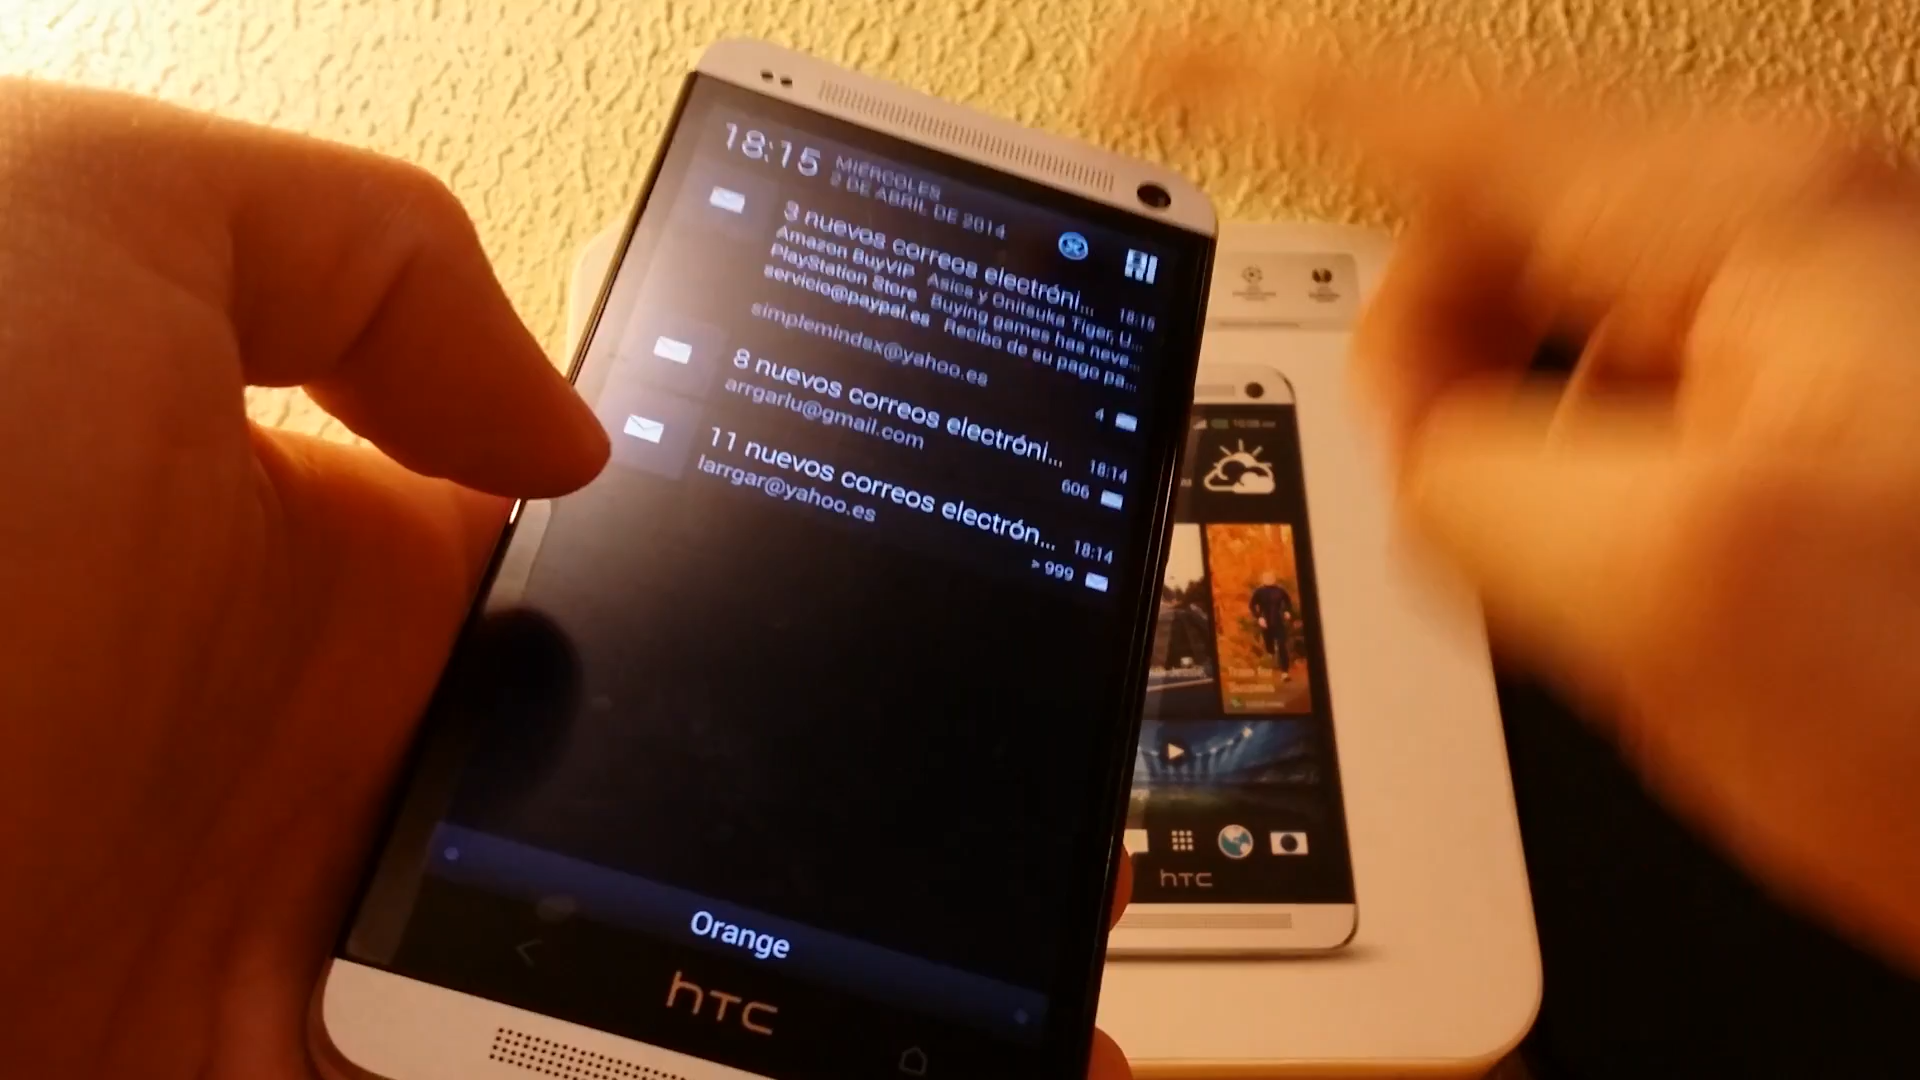 18:15
MIÉRCOLES
2 DE ABRIL DE 2014
3 nuevos correos electróni...
18:15
Amazon BuyVIP Asics y Onitsuka Tiger, U...
PlayStation Store Buying games has neve...
servicio@paypal.es Recibo de su pago pa...
simplemindsx@yahoo.es
4
8 nuevos correos electróni...
18:14
arrgarlu@gmail.com
606
11 nuevos correos electrón...
18:14
larrgar@yahoo.es
> 999
Orange
hTC
hTC